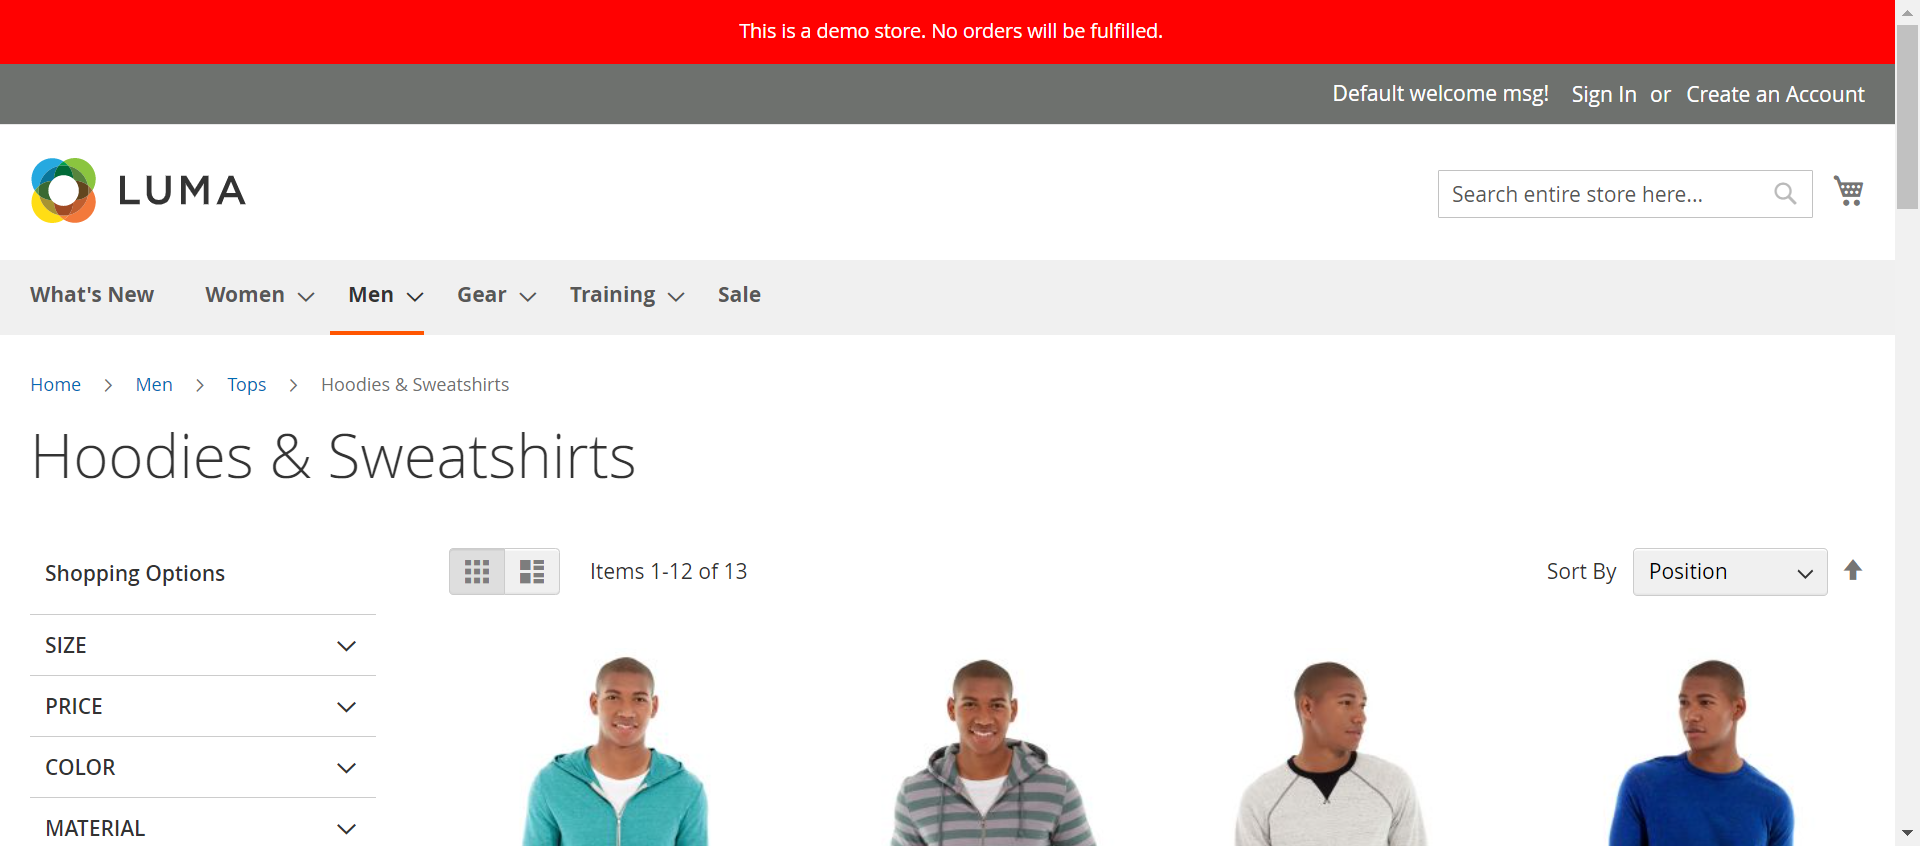 This is a demo store. No orders will be fulfilled.
Default welcome msg! Sign In or Create an Account
LUMA
Search entire store here...
What's New Women Men Gear Training Sale
Home Men Tops Hoodies & Sweatshirts
Hoodies & Sweatshirts
Shopping Options
Items 1-12 of 13
Sort By Position
SIZE
PRICE
COLOR
MATERIAL